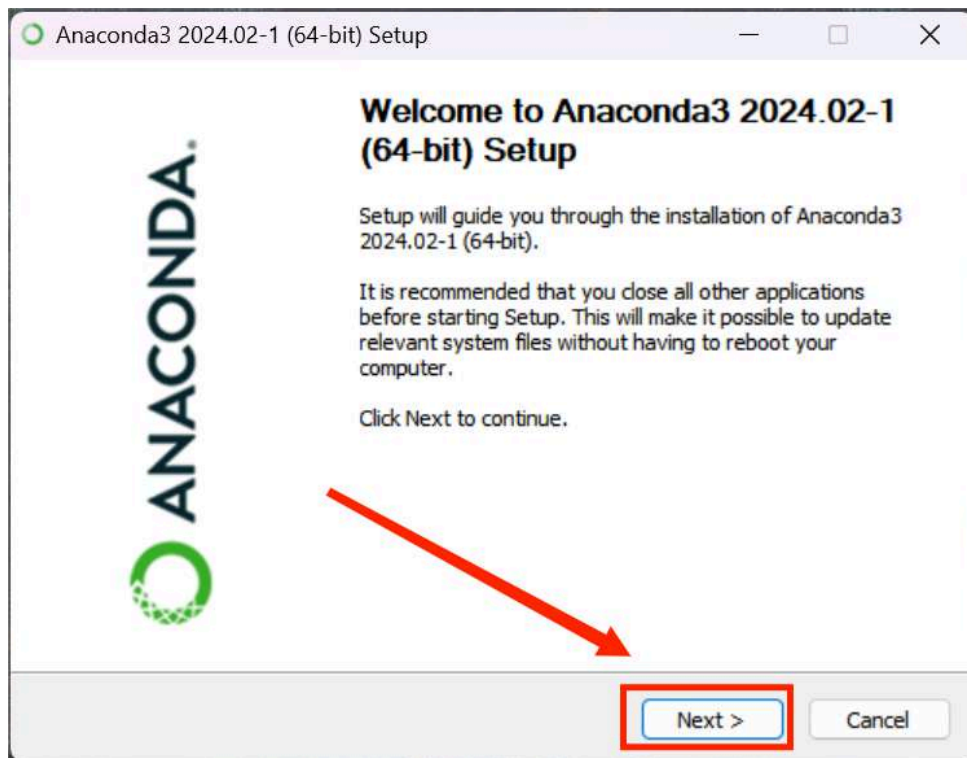 Anaconda3 2024.02-1 (64-bit) Setup
ANACONDA.
Welcome to Anaconda3 2024.02-1
(64-bit) Setup
Setup will guide you through the installation of Anaconda3
2024.02-1 (64-bit).
It is recommended that you close all other applications
before starting Setup. This will make it possible to update
relevant system files without having to reboot your
computer.
Click Next to continue.
Next >
Cancel